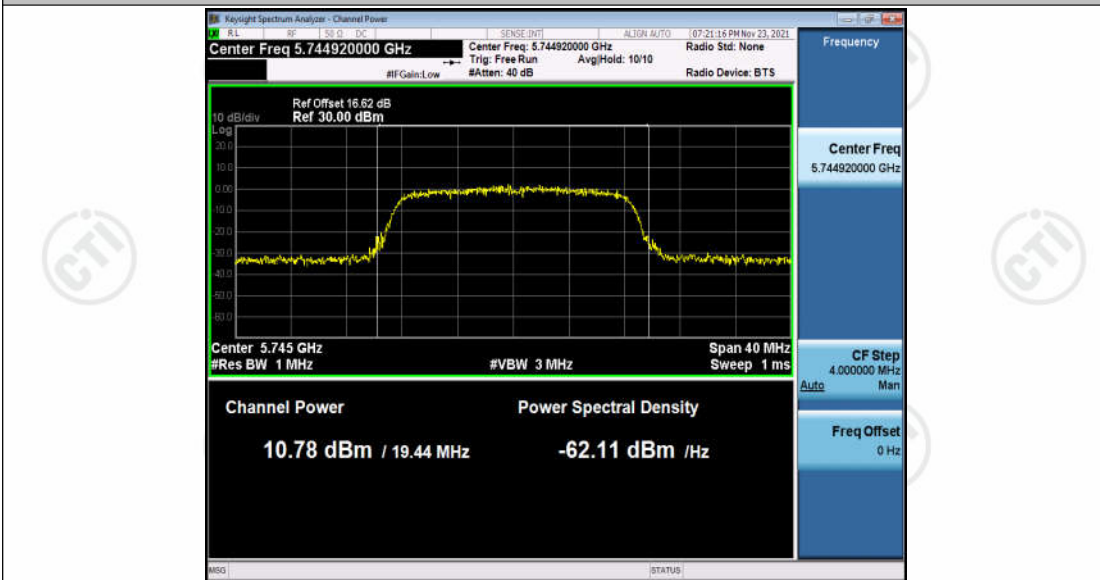 Keysight Spectrum Analyzer - Channel Power
RL RF 50 Ω DC SENSE:INT ALIGN AUTO 07:21:16 PM Nov 23, 2021
Center Freq 5.744920000 GHz
Center Freq: 5.744920000 GHz
Radio Std: None
Trig: Free Run Avg|Hold: 10/10
#IFGain:Low
#Atten: 40 dB
Radio Device: BTS
Frequency
Ref Offset 16.62 dB
10 dB/div Ref 30.00 dBm
Log
20.0
10.0
0.00
-10.0
-20.0
-30.0
-40.0
-50.0
-60.0
Center Freq
5.744920000 GHz
Center 5.745 GHz
Span 40 MHz
#Res BW 1 MHz
#VBW 3 MHz
Sweep 1 ms
CF Step
4.000000 MHz
Auto Man
Channel Power
Power Spectral Density
10.78 dBm / 19.44 MHz
-62.11 dBm /Hz
Freq Offset
0 Hz
MSG
STATUS
CTI
CTI